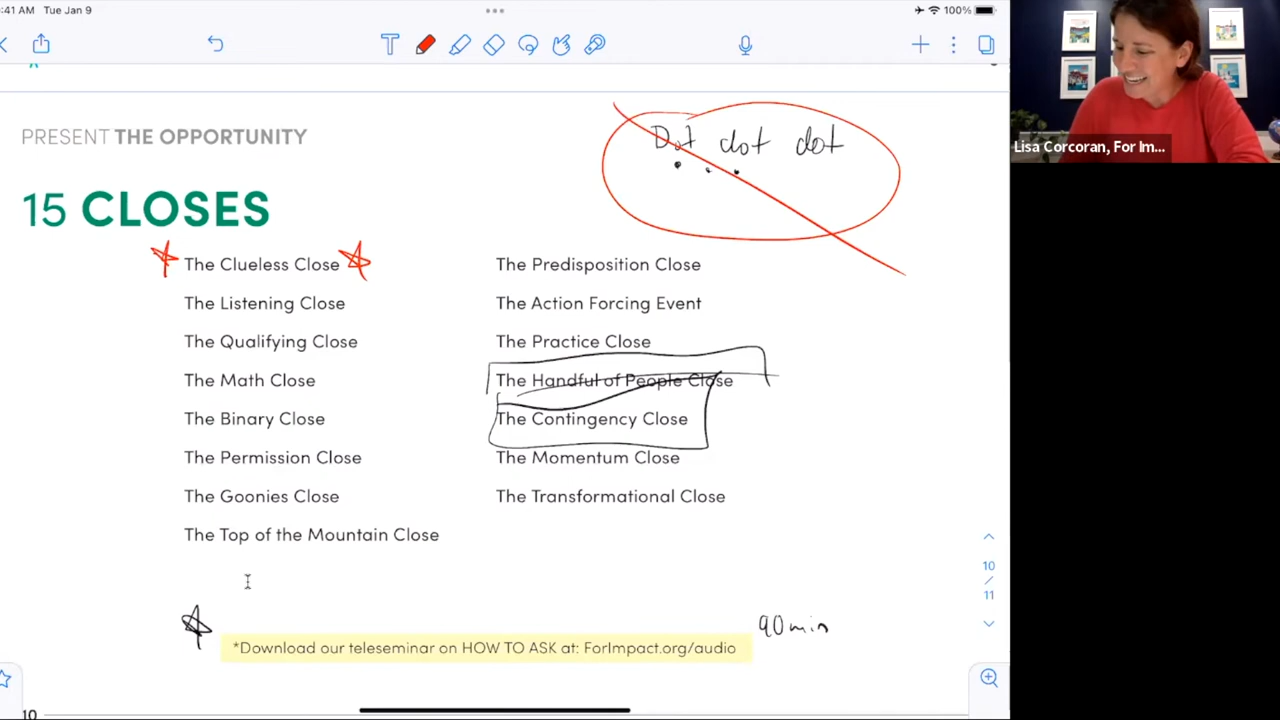 :41 AM Tue Jan 9
100%
PRESENT THE OPPORTUNITY
Dot dot dot
15 CLOSES
The Clueless Close
The Listening Close
The Qualifying Close
The Math Close
The Binary Close
The Permission Close
The Goonies Close
The Top of the Mountain Close
The Predisposition Close
The Action Forcing Event
The Practice Close
The Handful of People Close
The Contingency Close
The Momentum Close
The Transformational Close
90min
*Download our teleseminar on HOW TO ASK at: ForImpact.org/audio
10
/
11
10
Lisa Corcoran, For Im...